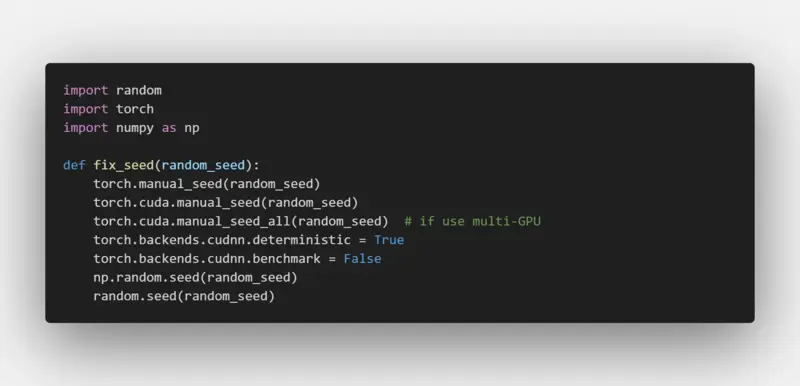 import random
import torch
import numpy as np
def fix_seed(random_seed):
torch.manual_seed(random_seed)
torch.cuda.manual_seed(random_seed)
torch.cuda.manual_seed_all(random_seed)  # if use multi-GPU
torch.backends.cudnn.deterministic = True
torch.backends.cudnn.benchmark = False
np.random.seed(random_seed)
random.seed(random_seed)